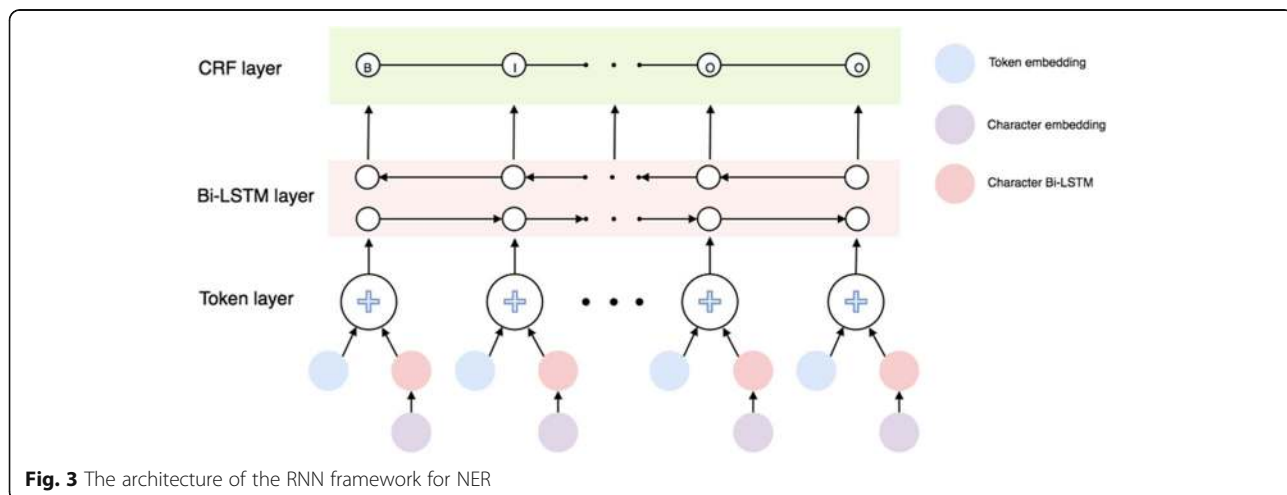 CRF layer
B
I
O
O
Token embedding
Character embedding
Bi-LSTM layer
Character Bi-LSTM
Token layer
Fig. 3 The architecture of the RNN framework for NER